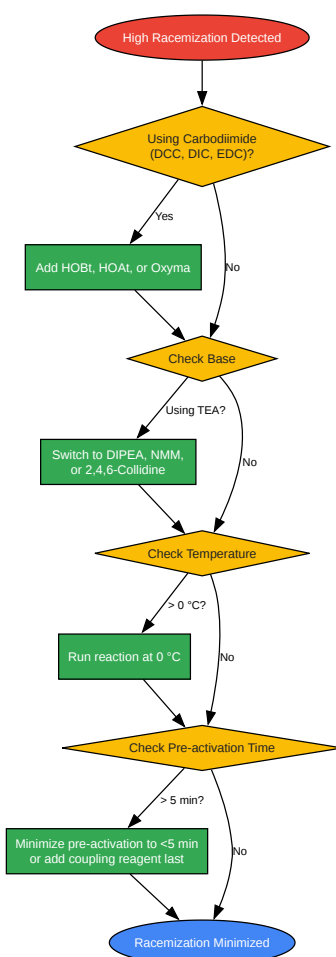 High Racemization Detected
Using Carbodiimide
(DCC, DIC, EDC)?
Yes
Add HOBt, HOAt, or Oxyma
No
Check Base
Using TEA?
Switch to DIPEA, NMM,
or 2,4,6-Collidine
No
Check Temperature
> 0 °C?
Run reaction at 0 °C
No
Check Pre-activation Time
> 5 min?
Minimize pre-activation to <5 min
or add coupling reagent last
No
Racemization Minimized